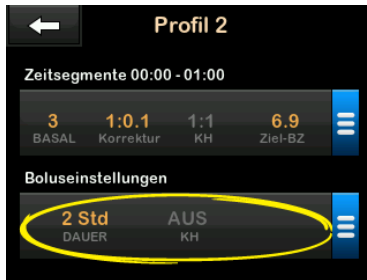 Profil 2
Zeitsegmente 00:00 - 01:00
3 1:0.1 1:1 6.9
BASAL Korrektur KH Ziel-BZ
Boluseinstellungen
2 Std AUS
DAUER KH